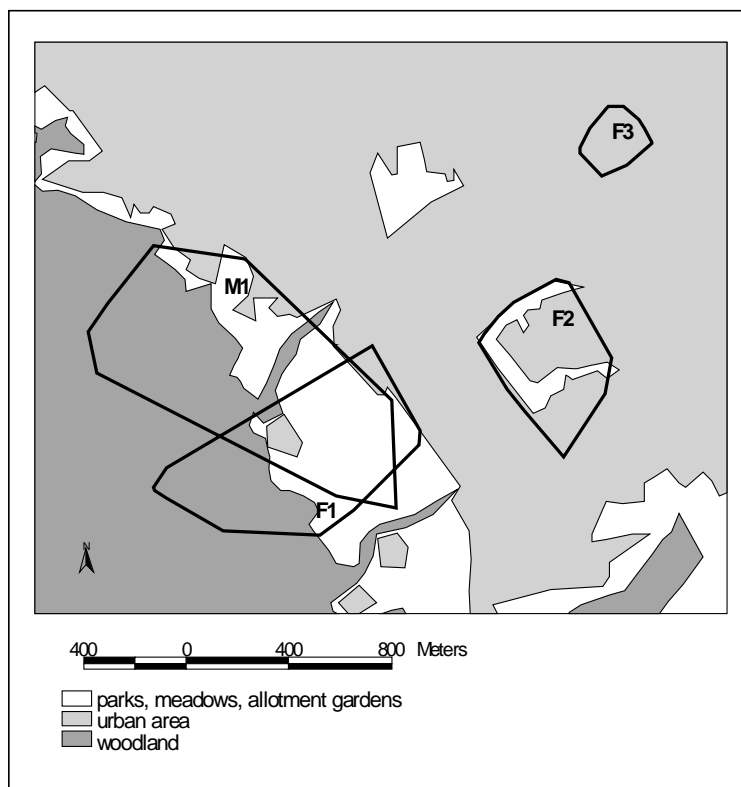 F3
M1
F2
F1
N
400 0 400 800 Meters
parks, meadows, allotment gardens
urban area
woodland